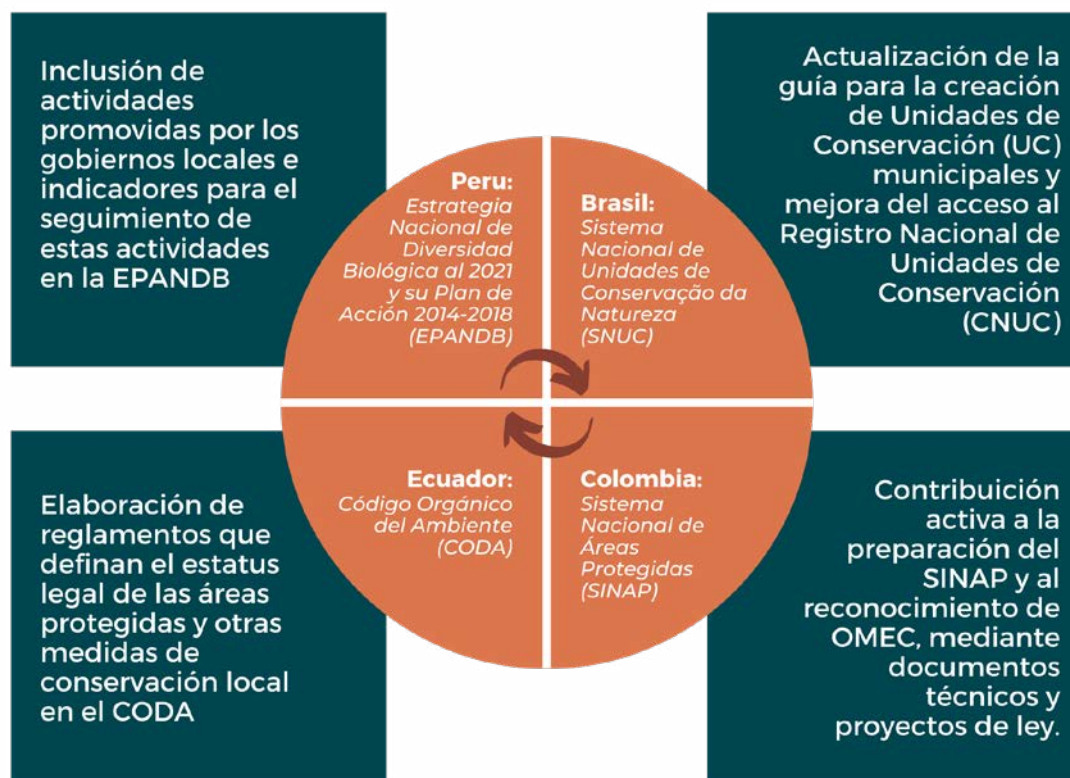 Inclusión de
actividades
promovidas por los
gobiernos locales e
indicadores para el
seguimiento de
estas actividades
en la EPANDB
Peru:
Estrategia
Nacional de
Diversidad
Biológica al 2021
y su Plan de
Acción 2014-2018
(EPANDB)
Brasil:
Sistema
Nacional de
Unidades de
Conservação da
Natureza
(SNUC)
Actualización de la
guía para la creación
de Unidades de
Conservación (UC)
municipales y
mejora del acceso al
Registro Nacional de
Unidades de
Conservación
(CNUC)
Elaboración de
reglamentos que
definan el estatus
legal de las áreas
protegidas y otras
medidas de
conservación local
en el CODA
Ecuador:
Código Orgánico
del Ambiente
(CODA)
Colombia:
Sistema
Nacional de
Áreas
Protegidas
(SINAP)
Contribuición
activa a la
preparación del
SINAP y al
reconocimiento de
OMEC, mediante
documentos
técnicos y
proyectos de ley.